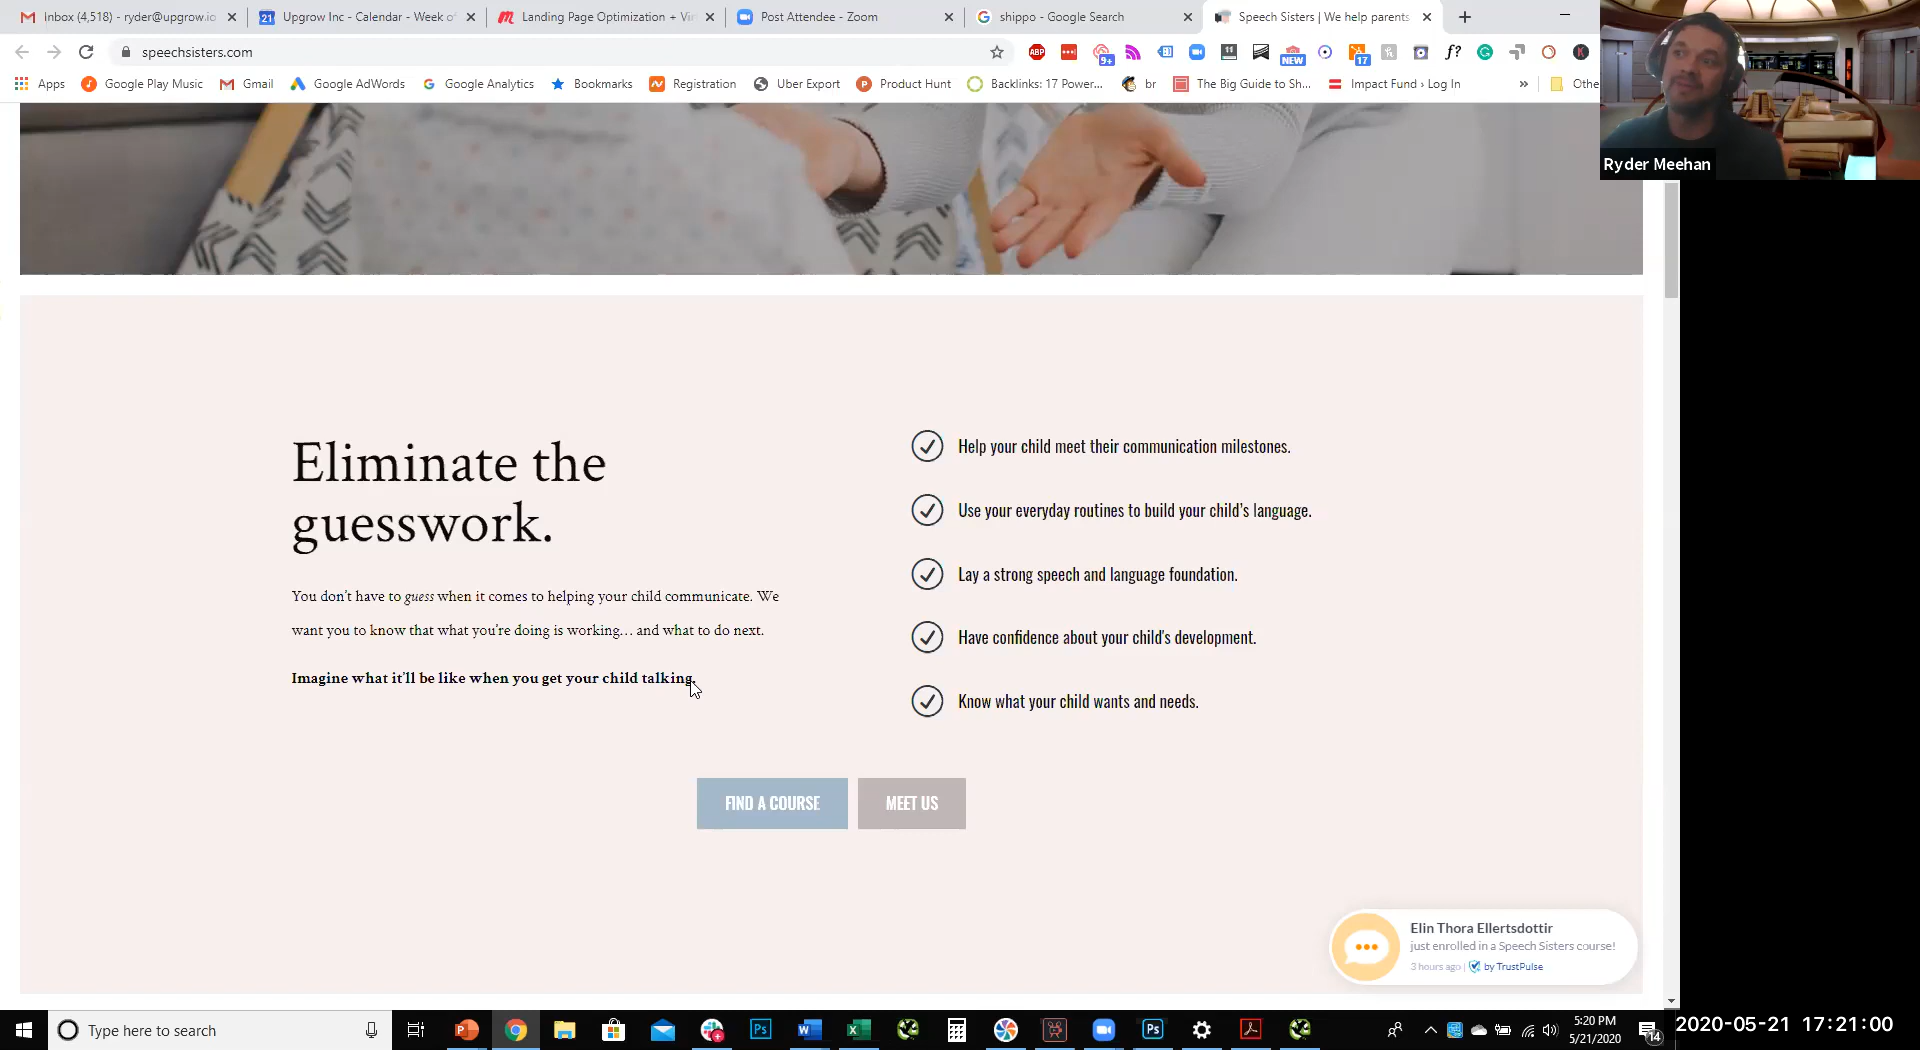 Inbox (4,518) - ryder@upgrow.io
Upgrow Inc - Calendar - Week of
Landing Page Optimization + Vi
Post Attendee - Zoom
shippo - Google Search
Speech Sisters | We help parents
speechsisters.com
ABP
9+
11
NEW
17
f?
K
Apps
Google Play Music
Gmail
Google AdWords
Google Analytics
Bookmarks
Registration
Uber Export
Product Hunt
Backlinks: 17 Power...
br
The Big Guide to Sh...
Impact Fund › Log In
»
Othe
Ryder Meehan
Eliminate the
guesswork.
You don't have to guess when it comes to helping your child communicate. We
want you to know that what you're doing is working... and what to do next.
Imagine what it'll be like when you get your child talking.
Help your child meet their communication milestones.
Use your everyday routines to build your child's language.
Lay a strong speech and language foundation.
Have confidence about your child's development.
Know what your child wants and needs.
FIND A COURSE
MEET US
Elin Thora Ellertsdottir
just enrolled in a Speech Sisters course!
3 hours ago | by TrustPulse
Type here to search
Ps
Ps
5:20 PM
5/21/2020
14
2020-05-21 17:21:00